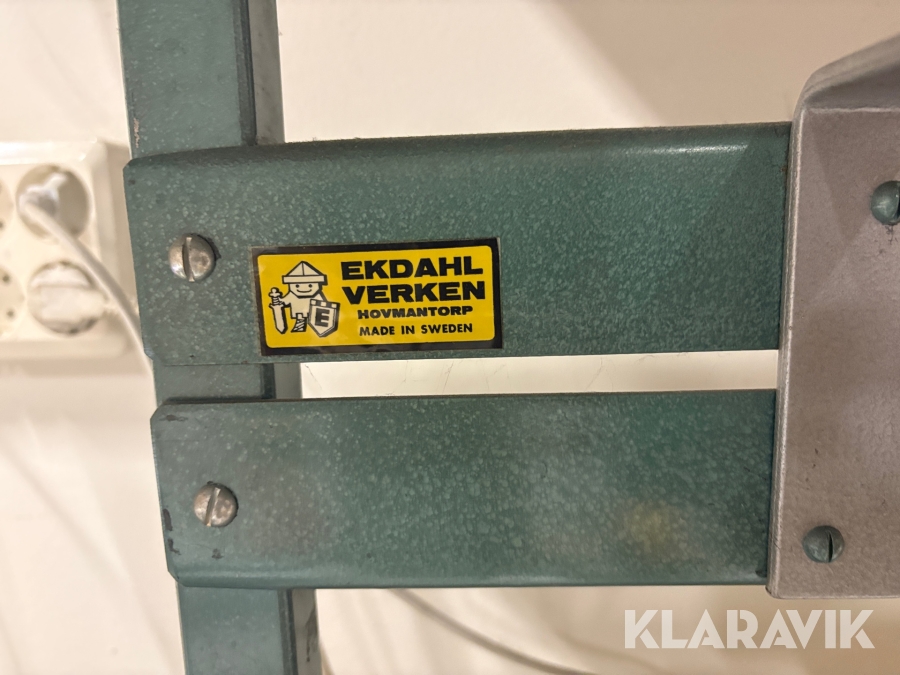 EKDAHL
VERKEN
HOVMANTORP
MADE IN SWEDEN
E
KLARAVIK